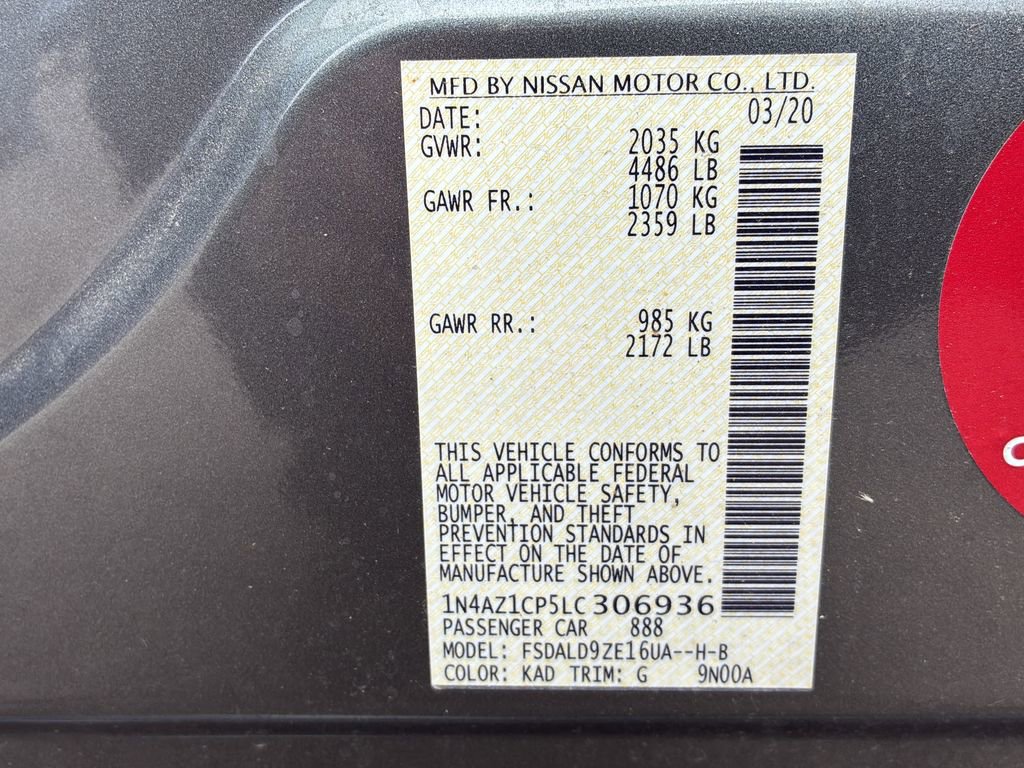 MFD BY NISSAN MOTOR CO., LTD.
DATE: 03/20
GVWR: 2035 KG
4486 LB
GAWR FR.: 1070 KG
2359 LB
GAWR RR.: 985 KG
2172 LB
THIS VEHICLE CONFORMS TO
ALL APPLICABLE FEDERAL
MOTOR VEHICLE SAFETY,
BUMPER, AND THEFT
PREVENTION STANDARDS IN
EFFECT ON THE DATE OF
MANUFACTURE SHOWN ABOVE.
1N4AZ1CP5LC306936
PASSENGER CAR 888
MODEL: FSDALD9ZE16UA--H-B
COLOR: KAD TRIM: G 9N00A